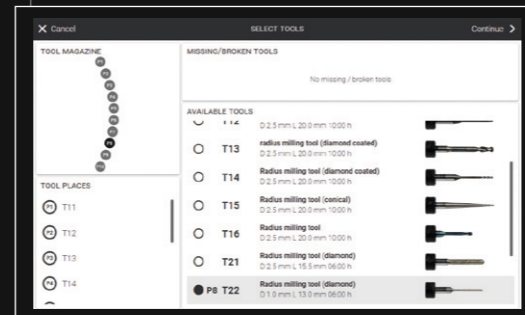 Cancel
SELECT TOOLS
Continue
TOOL MAGAZINE
MISSING/BROKEN TOOLS
No missing / broken tools
AVAILABLE TOOLS
T12
D 2.5 mm L 20.0 mm 10:00 h
T13
radius milling tool (diamond coated)
D 2.5 mm L 20.0 mm 10:00 h
T14
Radius milling tool (diamond coated)
D 2.5 mm L 20.0 mm 10:00 h
T15
Radius milling tool (conical)
D 2.5 mm L 20.0 mm 10:00 h
T16
Radius milling tool
D 2.5 mm L 20.0 mm 10:00 h
T21
Radius milling tool (diamond)
D 2.5 mm L 15.5 mm 06:00 h
P8 T22
Radius milling tool (diamond)
D 1.0 mm L 13.0 mm 06:00 h
TOOL PLACES
P1 T11
P2 T12
P3 T13
P4 T14